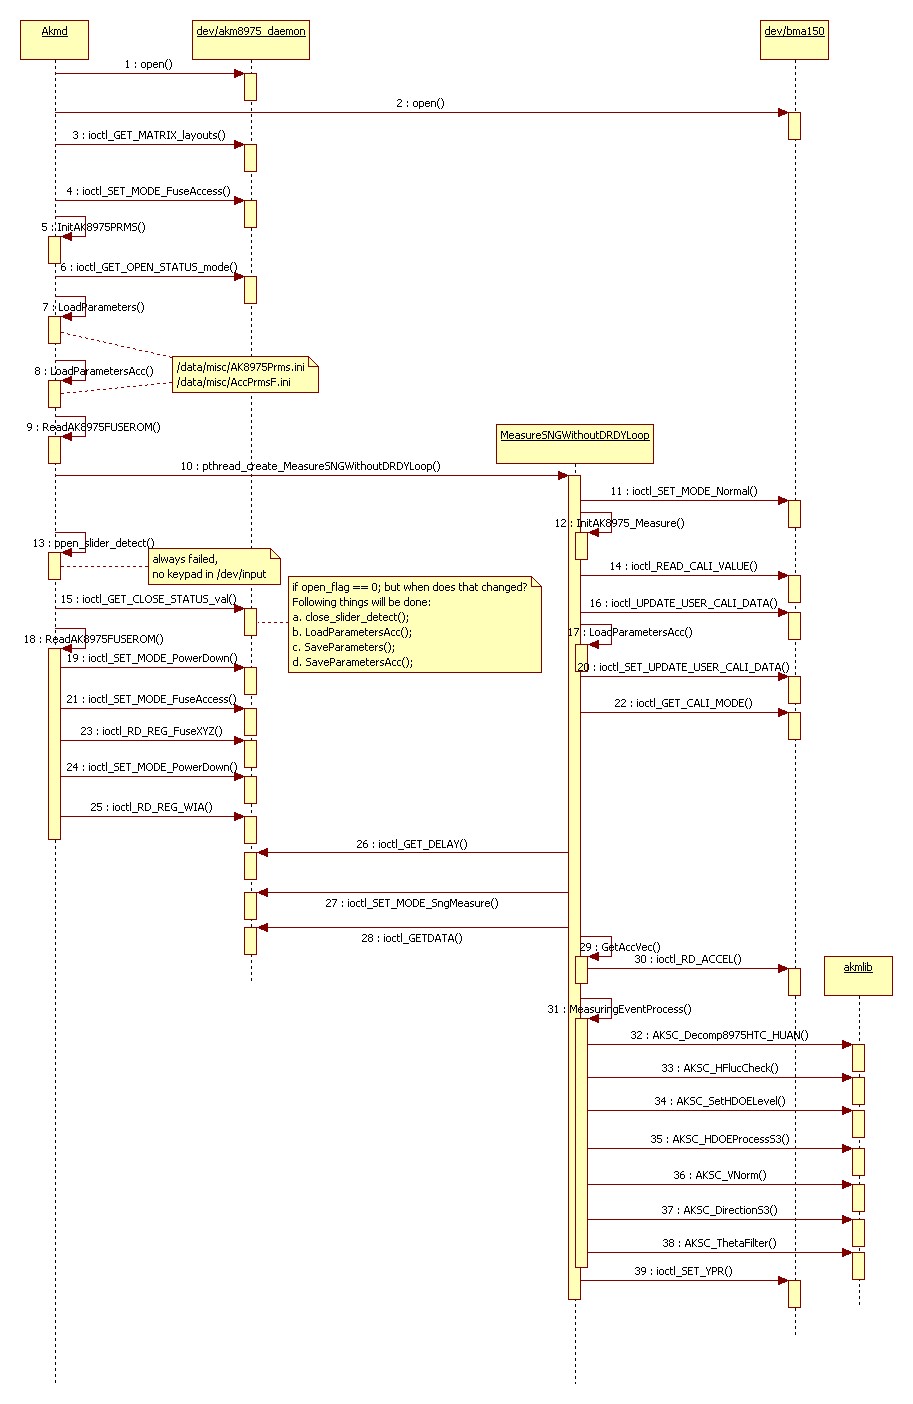 Akmd
dev/akm8975_daemon
dev/bma150
1 : open()
2 : open()
3 : ioctl_GET_MATRIX_layouts()
4 : ioctl_SET_MODE_FuseAccess()
5 : InitAK8975PRMS()
6 : ioctl_GET_OPEN_STATUS_mode()
7 : LoadParameters()
/data/misc/AK8975Prms.ini
/data/misc/AccPrmsF.ini
8 : LoadParametersAcc()
9 : ReadAK8975FUSEROM()
MeasureSNGWithoutDRDYLoop
10 : pthread_create_MeasureSNGWithoutDRDYLoop()
11 : ioctl_SET_MODE_Normal()
12 : InitAK8975_Measure()
13 : open_slider_detect()
always failed,
no keypad in /dev/input
14 : ioctl_READ_CALI_VALUE()
if open_flag == 0; but when does that changed?
Following things will be done:
a. close_slider_detect();
b. LoadParametersAcc();
c. SaveParameters();
d. SaveParametersAcc();
15 : ioctl_GET_CLOSE_STATUS_val()
16 : ioctl_UPDATE_USER_CALI_DATA()
17 : LoadParametersAcc()
18 : ReadAK8975FUSEROM()
19 : ioctl_SET_MODE_PowerDown()
20 : ioctl_SET_UPDATE_USER_CALI_DATA()
21 : ioctl_SET_MODE_FuseAccess()
22 : ioctl_GET_CALI_MODE()
23 : ioctl_RD_REG_FuseXYZ()
24 : ioctl_SET_MODE_PowerDown()
25 : ioctl_RD_REG_WIA()
26 : ioctl_GET_DELAY()
27 : ioctl_SET_MODE_SngMeasure()
28 : ioctl_GETDATA()
29 : GetAccVec()
30 : ioctl_RD_ACCEL()
akmlib
31 : MeasuringEventProcess()
32 : AKSC_Decomp8975HTC_HUAN()
33 : AKSC_HFlucCheck()
34 : AKSC_SetHDOELevel()
35 : AKSC_HDOEProcessS3()
36 : AKSC_VNorm()
37 : AKSC_DirectionS3()
38 : AKSC_ThetaFilter()
39 : ioctl_SET_YPR()